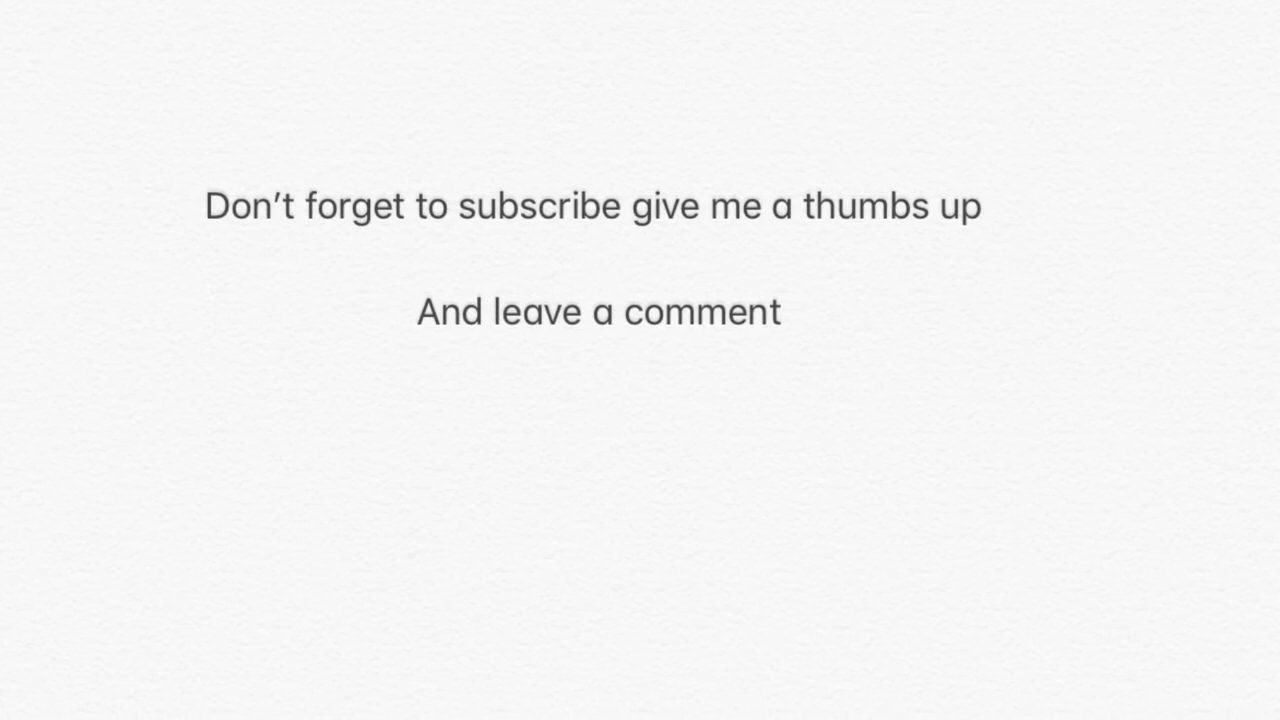 Don’t forget to subscribe give me a thumbs up
And leave a comment